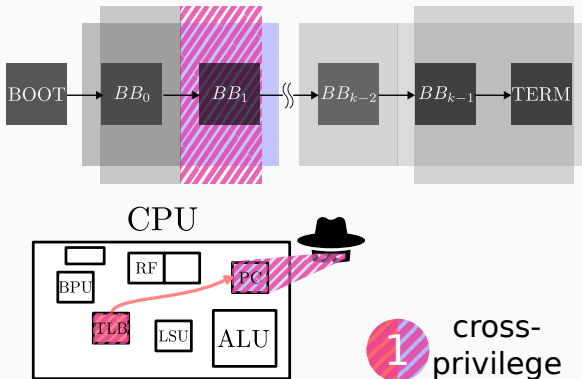 BOOT BB0 BB1 BBk−2 BBk−1 TERM
CPU
RF
PC
BPU
TLB
LSU
ALU
1
cross-
privilege